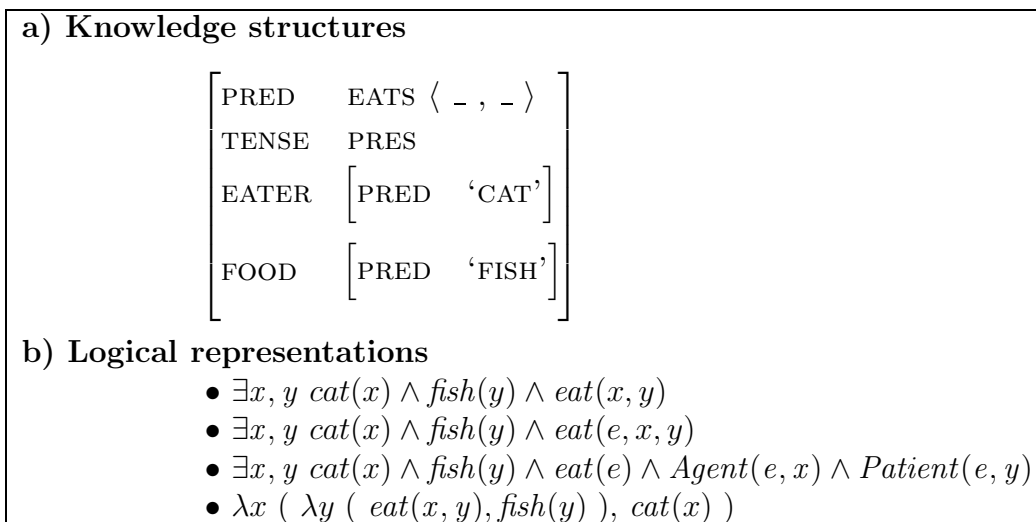 a) Knowledge structures
PRED EATS ⟨ _ , _ ⟩
TENSE PRES
EATER [PRED ‘CAT’]
FOOD [PRED ‘FISH’]
b) Logical representations
• ∃x, y cat(x) ∧ fish(y) ∧ eat(x, y)
• ∃x, y cat(x) ∧ fish(y) ∧ eat(e, x, y)
• ∃x, y cat(x) ∧ fish(y) ∧ eat(e) ∧ Agent(e, x) ∧ Patient(e, y)
• λx ( λy ( eat(x, y), fish(y) ), cat(x) )